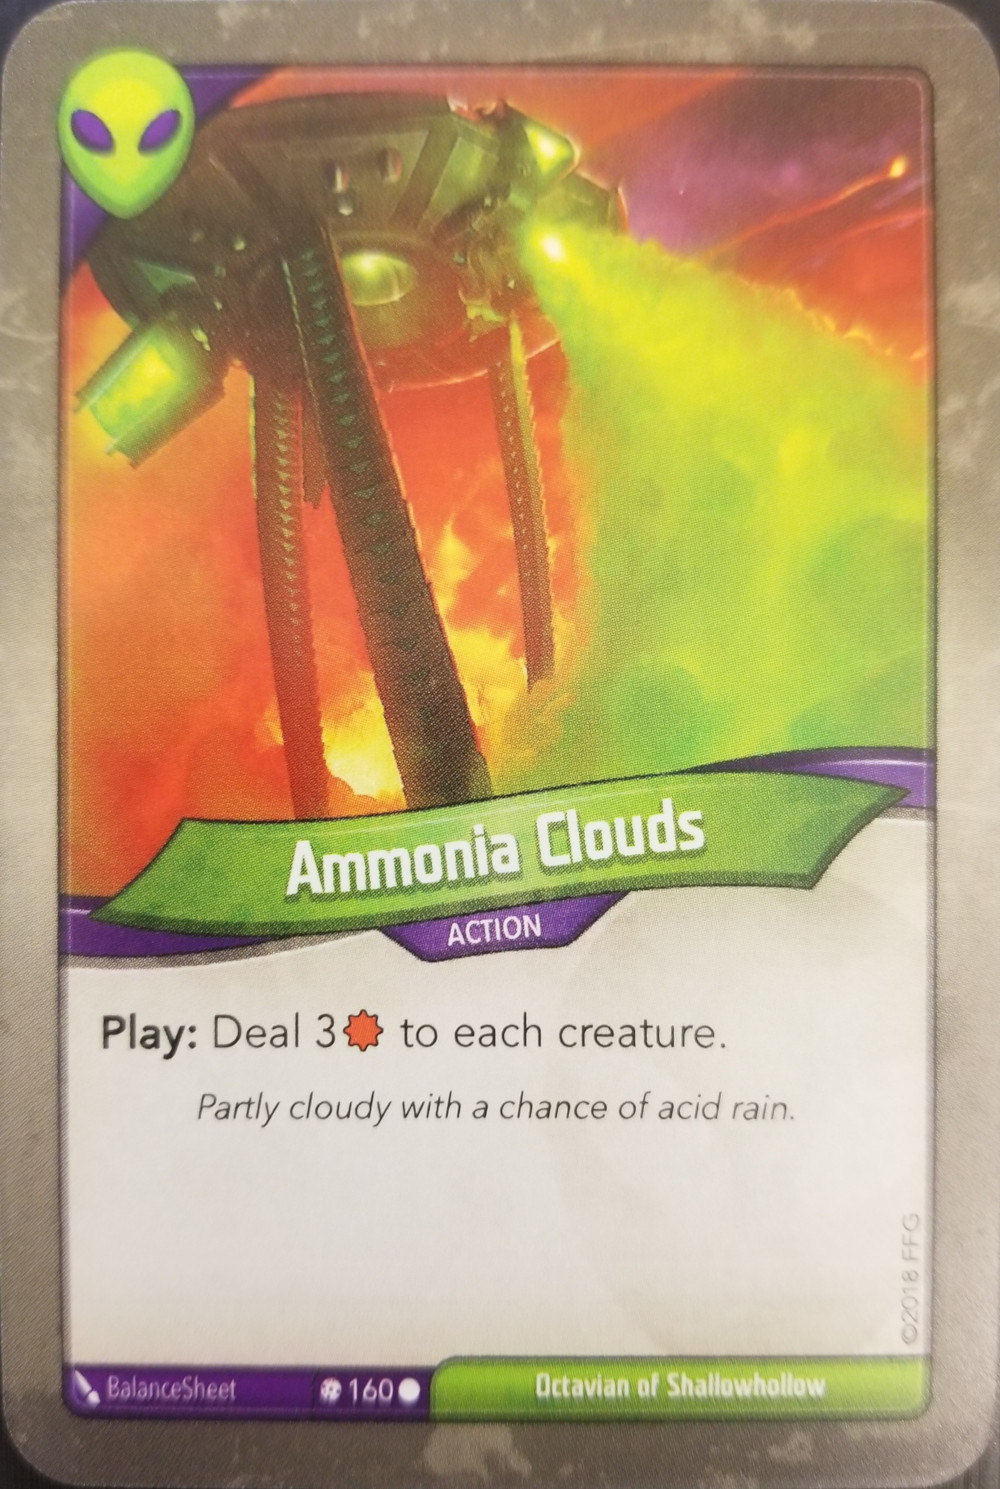 Ammonia Clouds
ACTION
Play: Deal 3 to each creature.
Partly cloudy with a chance of acid rain.
©2018 FFG
BalanceSheet
160
Octavian of Shallowhollow